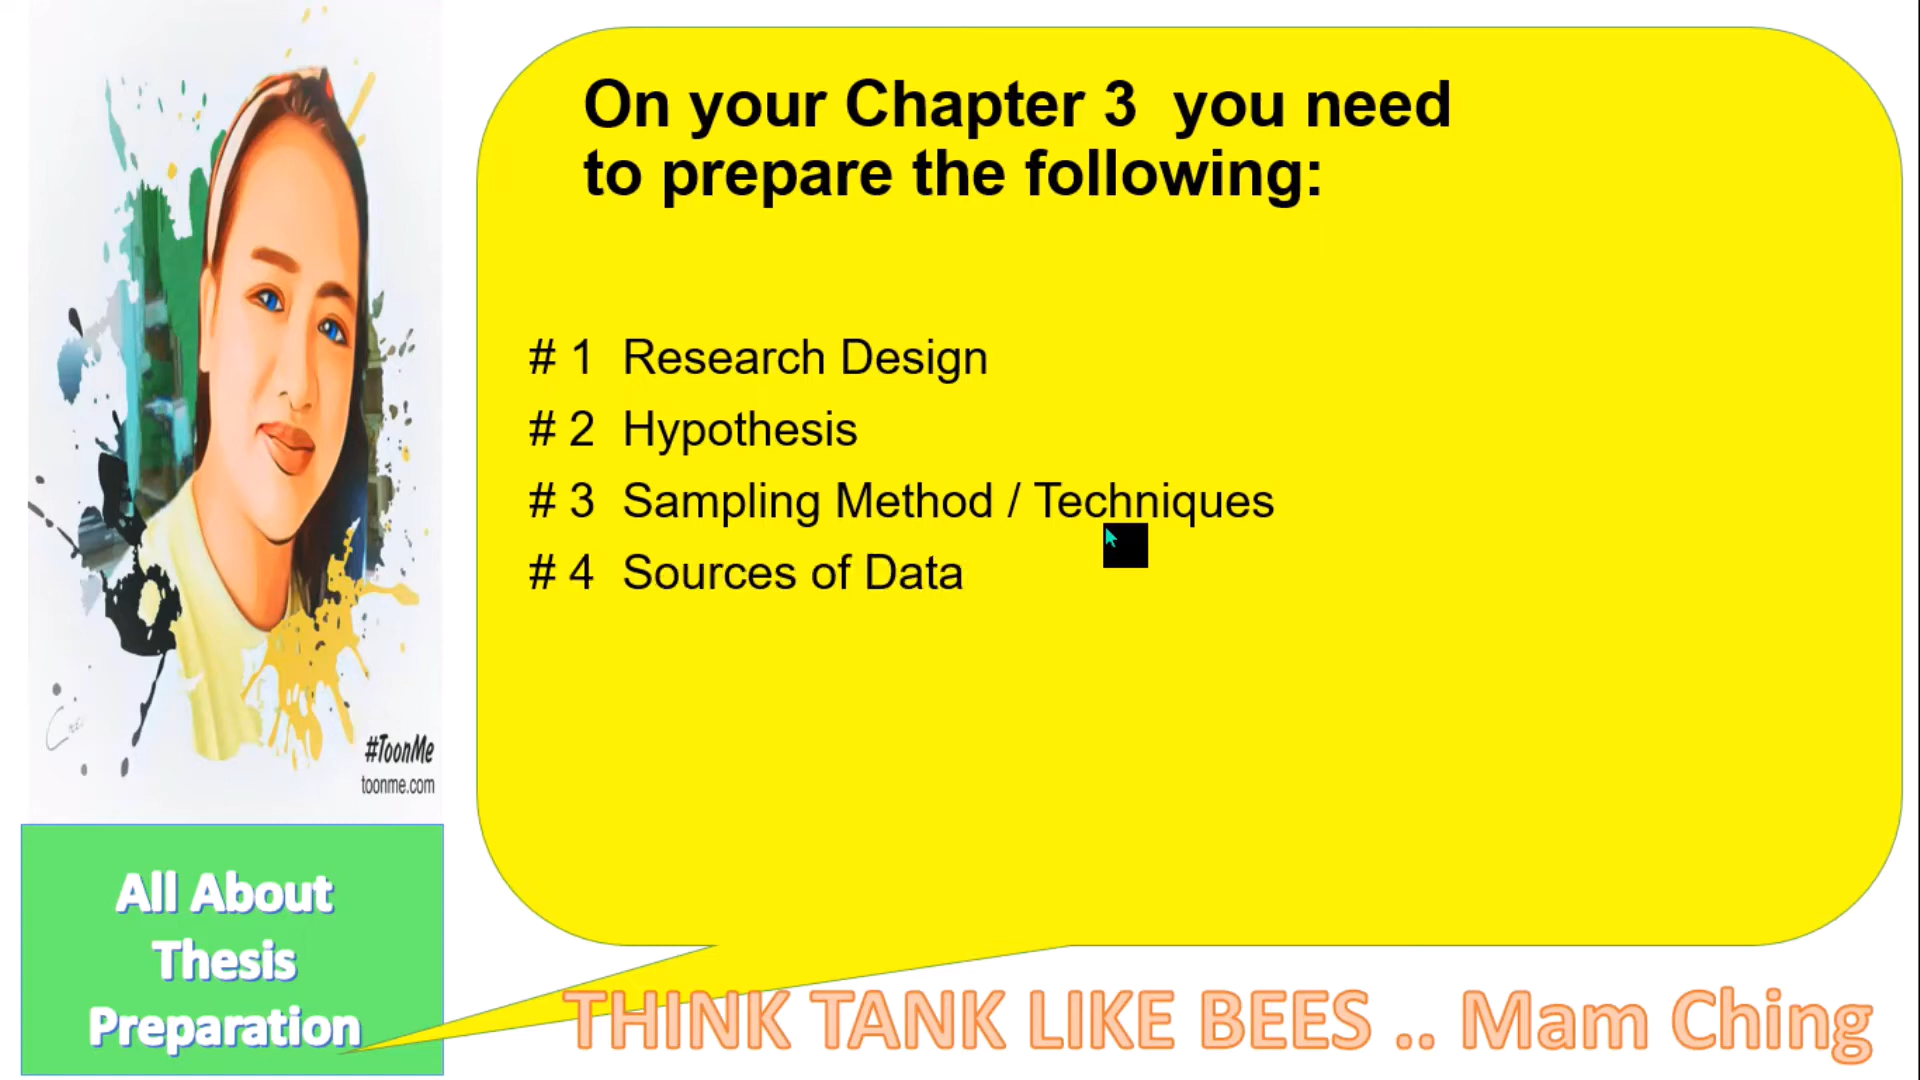 On your Chapter 3 you need
to prepare the following:
# 1 Research Design
# 2 Hypothesis
# 3 Sampling Method / Techniques
# 4 Sources of Data
#ToonMe
toonme.com
All About
Thesis
Preparation
THINK TANK LIKE BEES .. Mam Ching